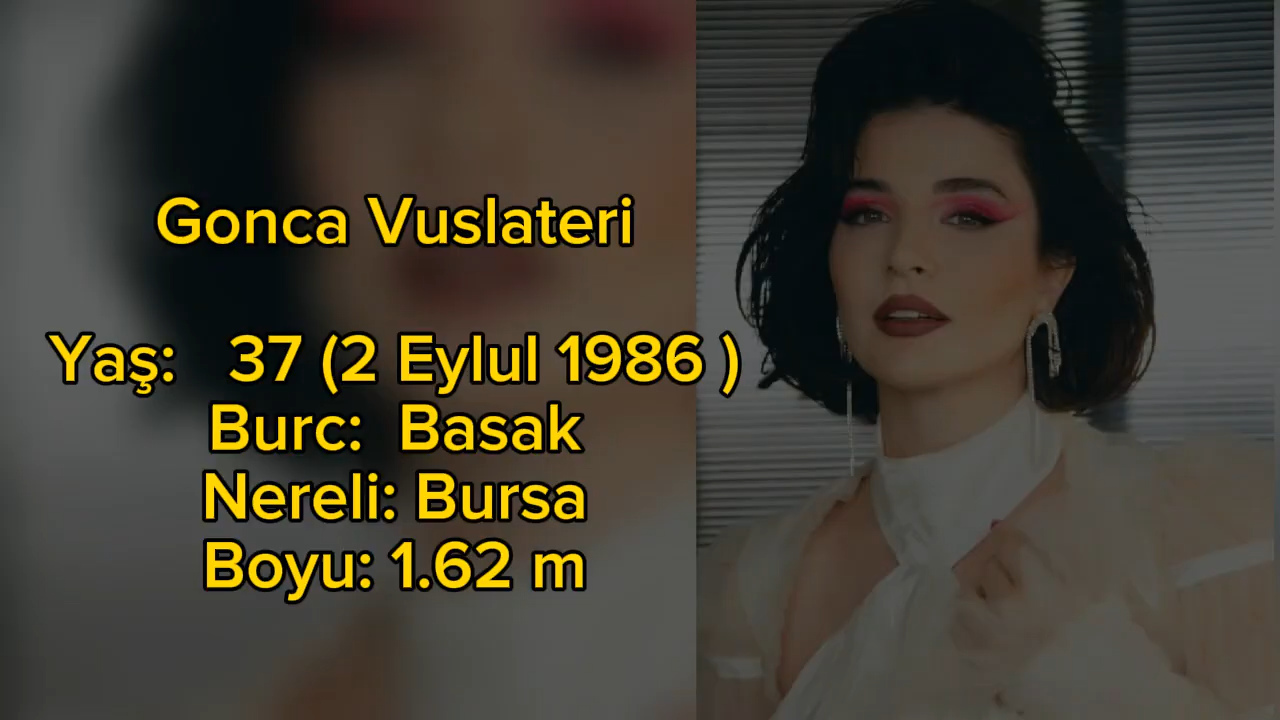 Gonca Vuslateri
Yaş: 37 (2 Eylul 1986 )
Burc: Basak
Nereli: Bursa
Boyu: 1.62 m